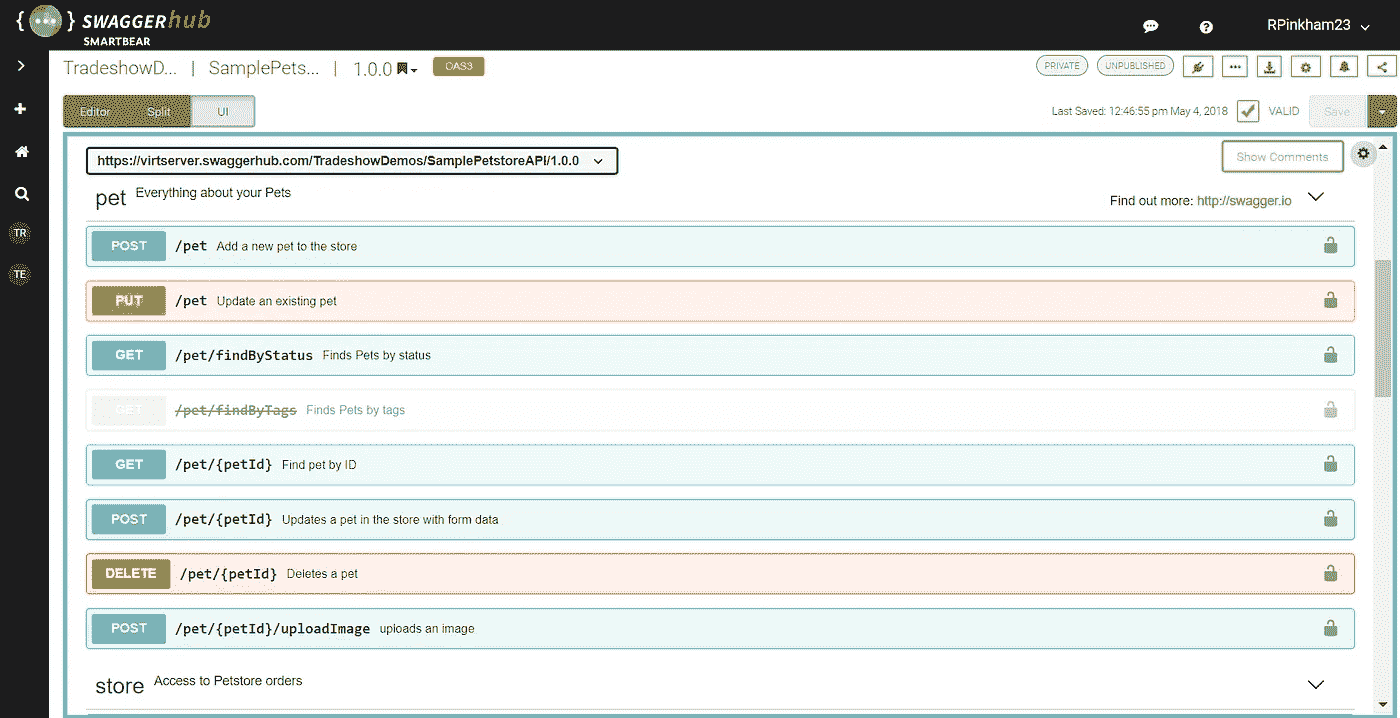 {···} SWAGGERhub
SMARTBEAR
RPinkham23
TradeshowD... | SamplePets... | 1.0.0 OAS3
PRIVATE UNPUBLISHED
Editor Split UI
Last Saved: 12:46:55 pm May 4, 2018 VALID Save
TR
TE
https://virtserver.swaggerhub.com/TradeshowDemos/SamplePetstoreAPI/1.0.0
Show Comments
pet Everything about your Pets
Find out more: http://swagger.io
POST /pet Add a new pet to the store
PUT /pet Update an existing pet
GET /pet/findByStatus Finds Pets by status
GET /pet/findByTags Finds Pets by tags
GET /pet/{petId} Find pet by ID
POST /pet/{petId} Updates a pet in the store with form data
DELETE /pet/{petId} Deletes a pet
POST /pet/{petId}/uploadImage uploads an image
store Access to Petstore orders